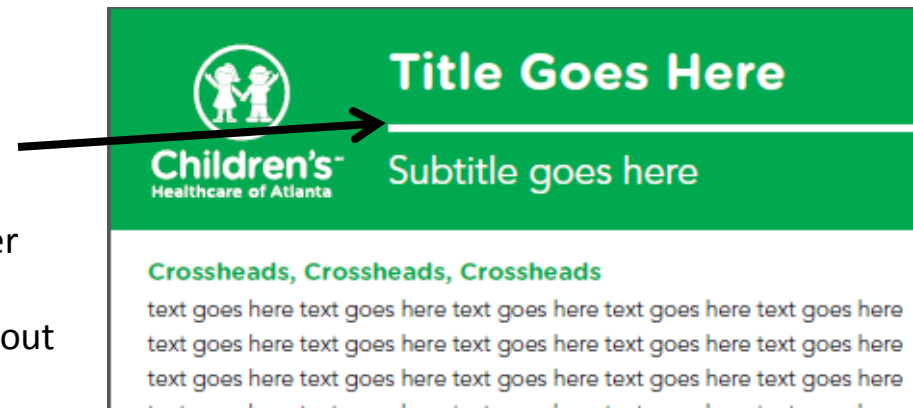 Title Goes Here
Children's
Healthcare of Atlanta
Subtitle goes here
er
out
Crossheads, Crossheads, Crossheads
text goes here text goes here text goes here text goes here text goes here
text goes here text goes here text goes here text goes here text goes here
text goes here text goes here text goes here text goes here text goes here